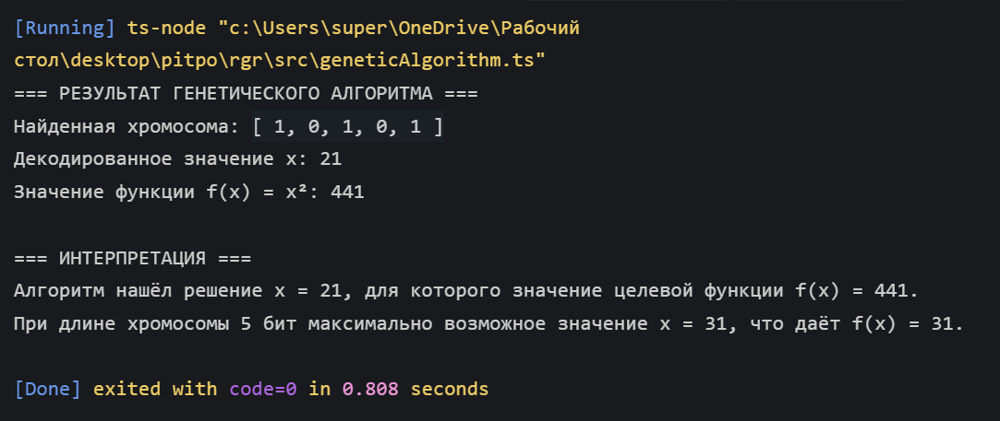 [Running] ts-node "c:\Users\super\OneDrive\Рабочий
стол\desktop\pitpo\rgr\src\geneticAlgorithm.ts"
=== РЕЗУЛЬТАТ ГЕНЕТИЧЕСКОГО АЛГОРИТМА ===
Найденная хромосома: [ 1, 0, 1, 0, 1 ]
Декодированное значение x: 21
Значение функции f(x) = x²: 441
=== ИНТЕРПРЕТАЦИЯ ===
Алгоритм нашёл решение x = 21, для которого значение целевой функции f(x) = 441.
При длине хромосомы 5 бит максимально возможное значение x = 31, что даёт f(x) = 31.
[Done] exited with code=0 in 0.808 seconds